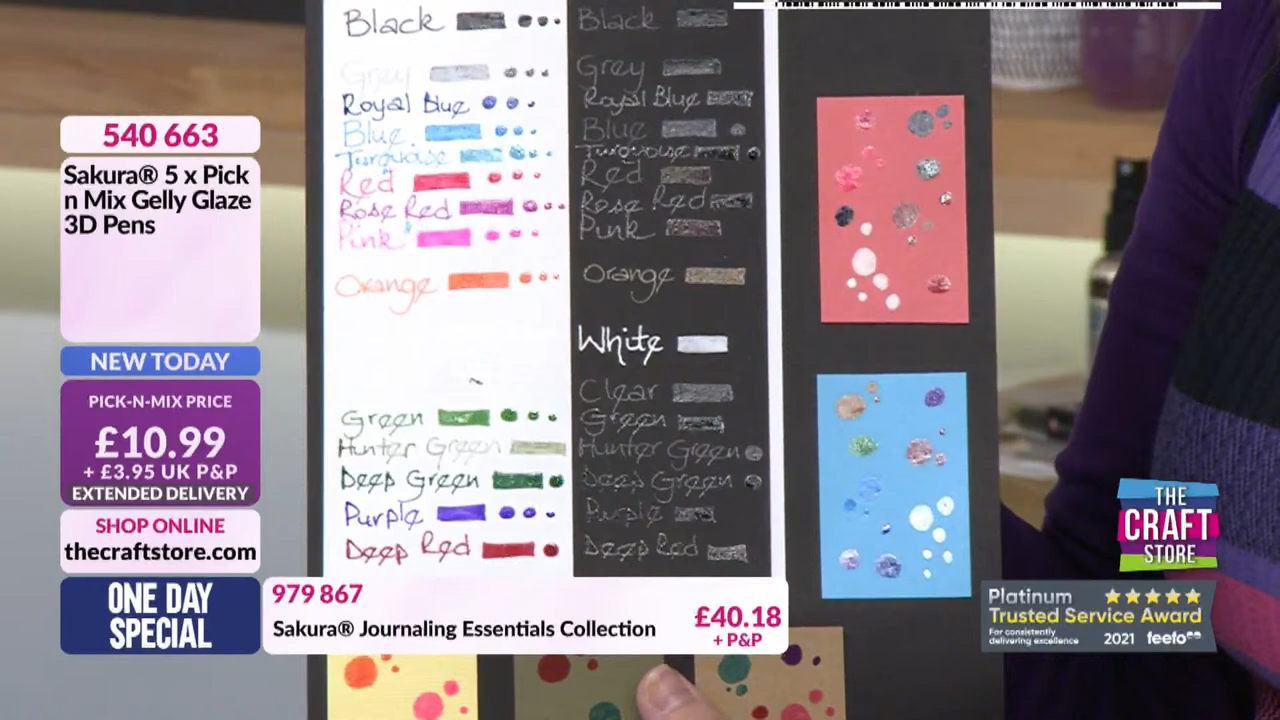 540 663
Sakura® 5 x Pick
n Mix Gelly Glaze
3D Pens
NEW TODAY
PICK-N-MIX PRICE
£10.99
+ £3.95 UK P&P
EXTENDED DELIVERY
SHOP ONLINE
thecraftstore.com
ONE DAY
SPECIAL
979 867
Sakura® Journaling Essentials Collection
£40.18
+ P&P
Black
Grey
Royal Blue
Blue
Turquoise
Red
Rose Red
Pink
Orange
Green
Hunter Green
Deep Green
Purple
Deep Red
Black
Grey
Royal Blue
Blue
Turquoise
Red
Rose Red
Pink
Orange
White
Clear
Green
Hunter Green
Deep Green
Purple
Deep Red
THE
CRAFT
STORE
Platinum
Trusted Service Award
For consistently
delivering excellence
2021 feefo